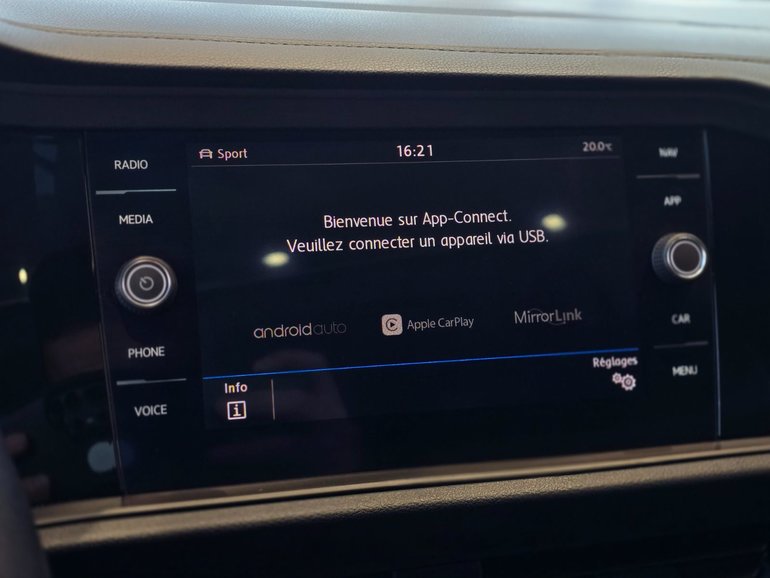 RADIO
MEDIA
PHONE
VOICE
Sport
16:21
20.0℃
Bienvenue sur App-Connect.
Veuillez connecter un appareil via USB.
androidauto
Apple CarPlay
MirrorLink
Info
Réglages
NAV
APP
CAR
MENU